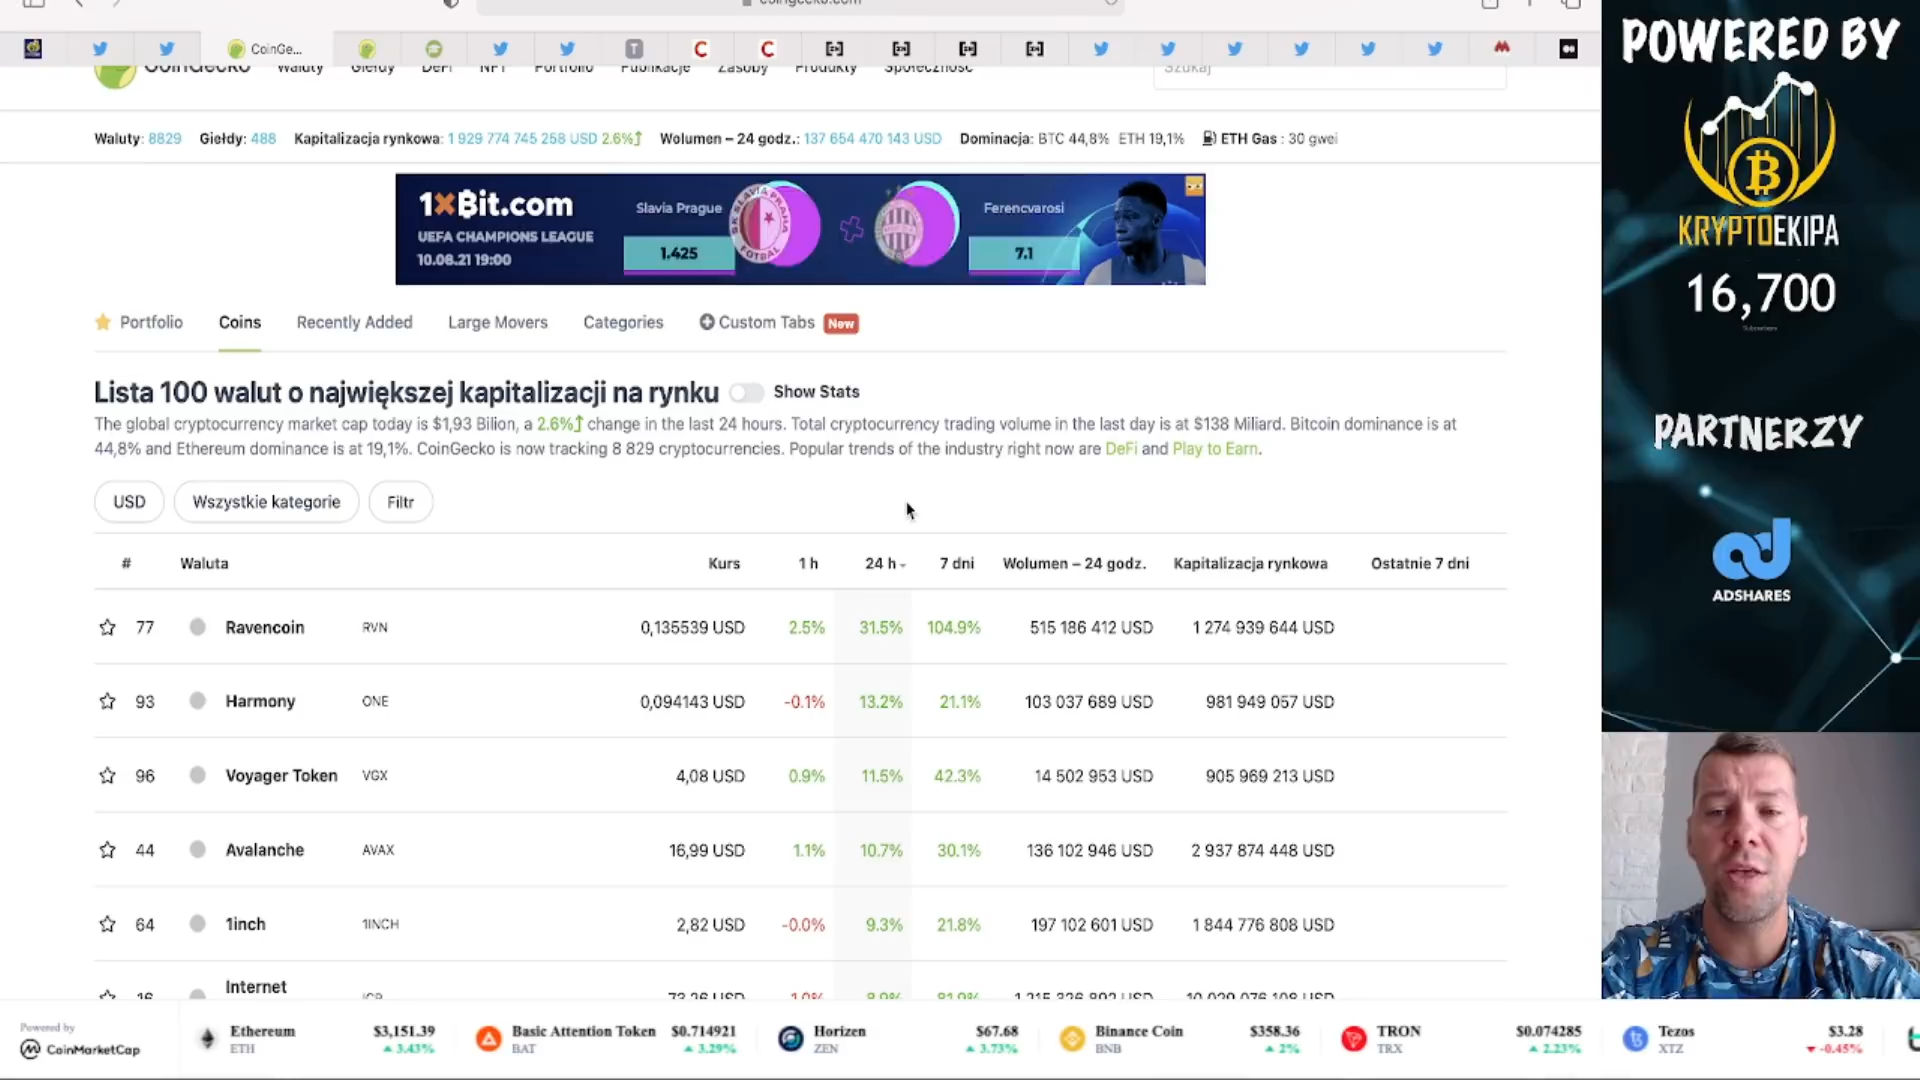 coingecko.com
CoinGe...
CoinGecko Waluty Giełdy DeFi NFT Portfolio Publikacje Zasoby Produkty Społeczność Szukaj
Waluty: 8829 Giełdy: 488 Kapitalizacja rynkowa: 1 929 774 745 258 USD 2.6% Wolumen – 24 godz.: 137 654 470 143 USD Dominacja: BTC 44,8% ETH 19,1% ETH Gas : 30 gwei
1XBit.com
UEFA CHAMPIONS LEAGUE
10.08.21 19:00
Slavia Prague
1.425
Ferencvarosi
7.1
Portfolio Coins Recently Added Large Movers Categories Custom Tabs New
Lista 100 walut o największej kapitalizacji na rynku Show Stats
The global cryptocurrency market cap today is $1,93 Bilion, a 2.6% change in the last 24 hours. Total cryptocurrency trading volume in the last day is at $138 Miliard. Bitcoin dominance is at
44,8% and Ethereum dominance is at 19,1%. CoinGecko is now tracking 8 829 cryptocurrencies. Popular trends of the industry right now are DeFi and Play to Earn.
USD Wszystkie kategorie Filtr
# Waluta Kurs 1 h 24 h 7 dni Wolumen – 24 godz. Kapitalizacja rynkowa Ostatnie 7 dni
77 Ravencoin RVN 0,135539 USD 2.5% 31.5% 104.9% 515 186 412 USD 1 274 939 644 USD
93 Harmony ONE 0,094143 USD -0.1% 13.2% 21.1% 103 037 689 USD 981 949 057 USD
96 Voyager Token VGX 4,08 USD 0.9% 11.5% 42.3% 14 502 953 USD 905 969 213 USD
44 Avalanche AVAX 16,99 USD 1.1% 10.7% 30.1% 136 102 946 USD 2 937 874 448 USD
64 1inch 1INCH 2,82 USD -0.0% 9.3% 21.8% 197 102 601 USD 1 844 776 808 USD
Internet
16 ICP
POWERED BY
KRYPTOEKIPA
16,700
Subscribers
PARTNERZY
ADSHARES
Powered by
CoinMarketCap
Ethereum $3,151.39
ETH 3.43%
Basic Attention Token $0.714921
BAT 3.29%
Horizen $67.68
ZEN 3.73%
Binance Coin $358.36
BNB 2%
TRON $0.074285
TRX 2.23%
Tezos $3.28
XTZ -0.45%